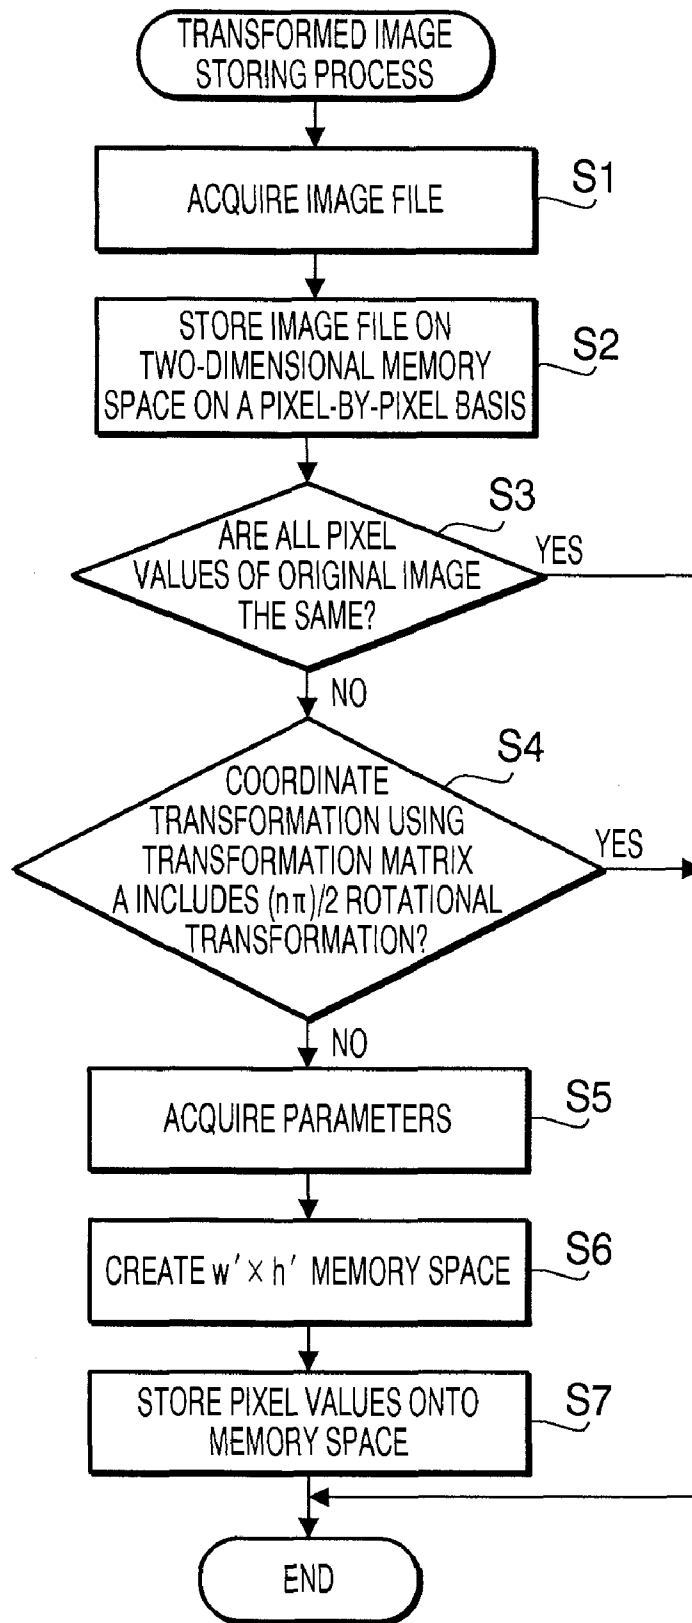 TRANSFORMED IMAGE
STORING PROCESS
ACQUIRE IMAGE FILE
S1
STORE IMAGE FILE ON
TWO-DIMENSIONAL MEMORY
SPACE ON A PIXEL-BY-PIXEL BASIS
S2
S3
ARE ALL PIXEL
VALUES OF ORIGINAL IMAGE
THE SAME?
YES
NO
S4
COORDINATE
TRANSFORMATION USING
TRANSFORMATION MATRIX
A INCLUDES (nπ)/2 ROTATIONAL
TRANSFORMATION?
YES
NO
ACQUIRE PARAMETERS
S5
CREATE w' × h' MEMORY SPACE
S6
STORE PIXEL VALUES ONTO
MEMORY SPACE
S7
END